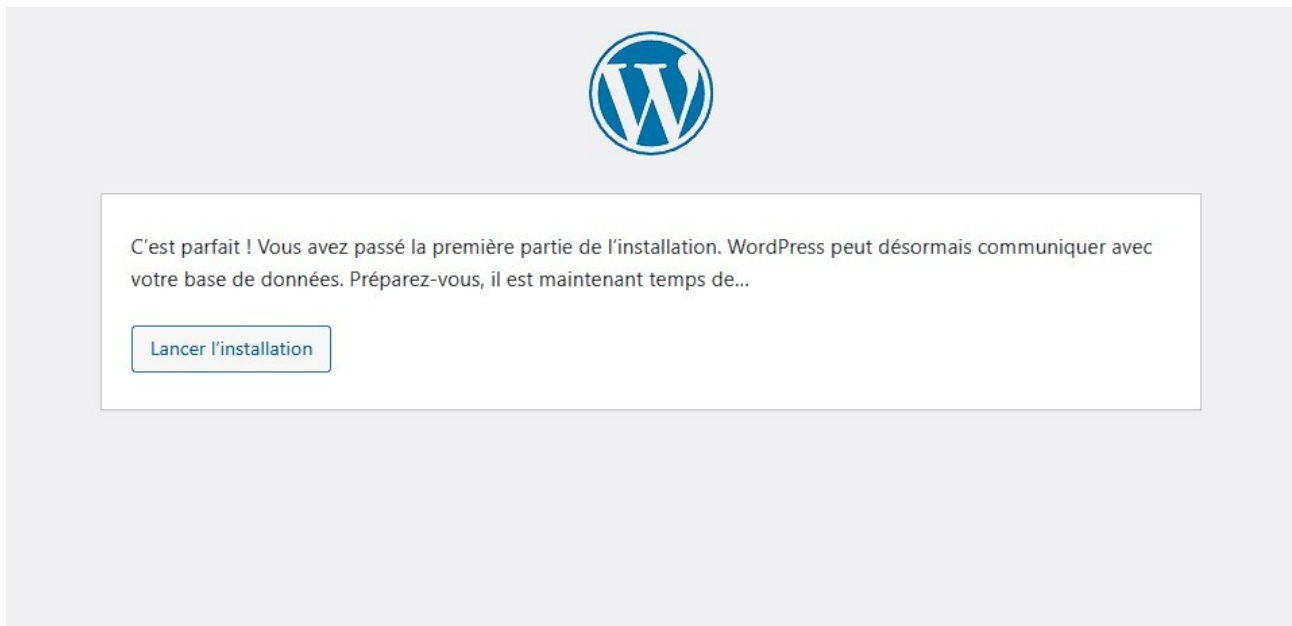 C’est parfait ! Vous avez passé la première partie de l’installation. WordPress peut désormais communiquer avec
votre base de données. Préparez-vous, il est maintenant temps de…
Lancer l’installation